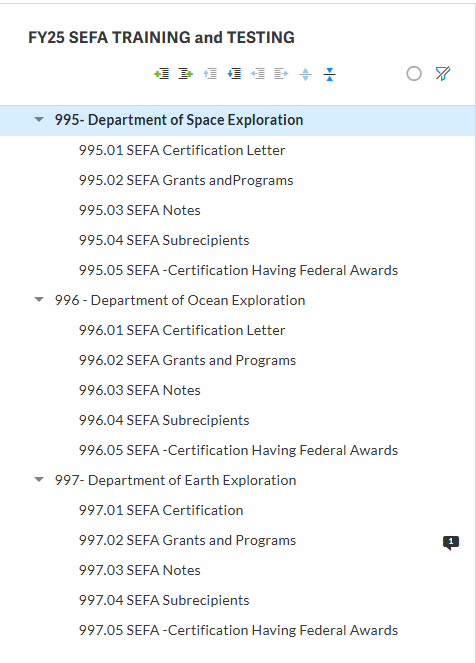 FY25 SEFA TRAINING and TESTING
995- Department of Space Exploration
995.01 SEFA Certification Letter
995.02 SEFA Grants andPrograms
995.03 SEFA Notes
995.04 SEFA Subrecipients
995.05 SEFA -Certification Having Federal Awards
996 - Department of Ocean Exploration
996.01 SEFA Certification Letter
996.02 SEFA Grants and Programs
996.03 SEFA Notes
996.04 SEFA Subrecipients
996.05 SEFA -Certification Having Federal Awards
997- Department of Earth Exploration
997.01 SEFA Certification
997.02 SEFA Grants and Programs 1
997.03 SEFA Notes
997.04 SEFA Subrecipients
997.05 SEFA -Certification Having Federal Awards